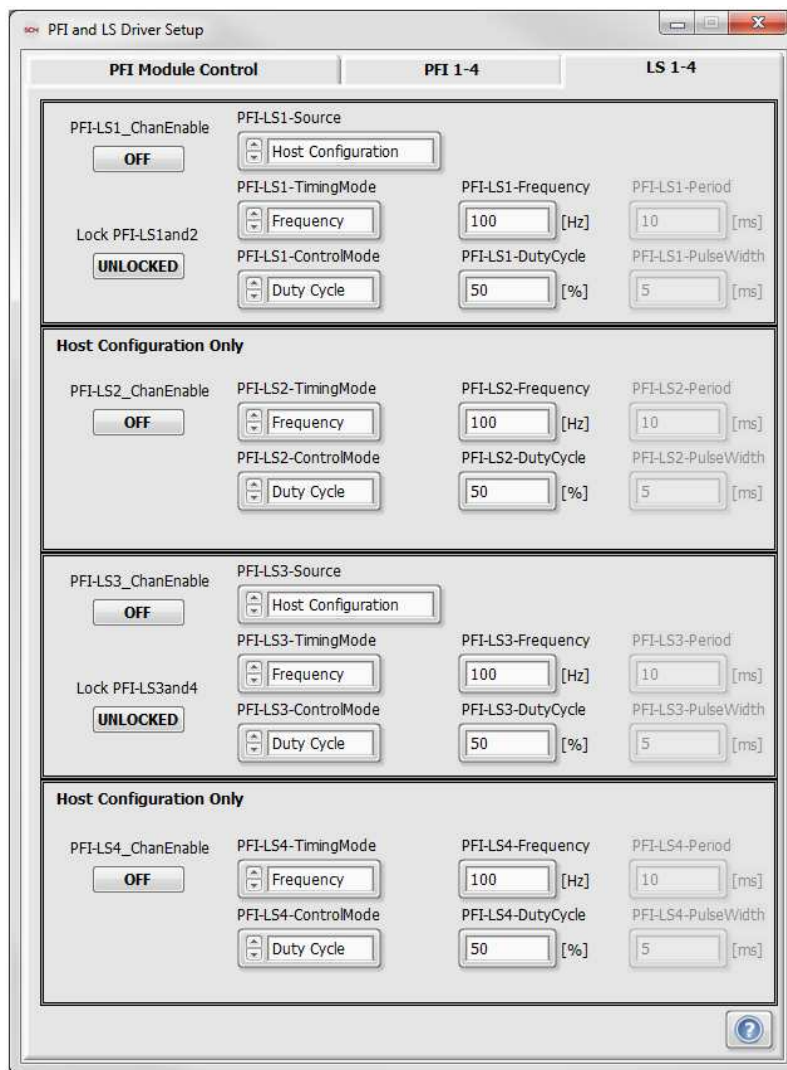 SCM PFI and LS Driver Setup
PFI Module Control PFI 1-4 LS 1-4
PFI-LS1_ChanEnable PFI-LS1-Source
OFF Host Configuration
PFI-LS1-TimingMode PFI-LS1-Frequency PFI-LS1-Period
Lock PFI-LS1and2 Frequency 100 [Hz] 10 [ms]
UNLOCKED PFI-LS1-ControlMode PFI-LS1-DutyCycle PFI-LS1-PulseWidth
Duty Cycle 50 [%] 5 [ms]
Host Configuration Only
PFI-LS2_ChanEnable PFI-LS2-TimingMode PFI-LS2-Frequency PFI-LS2-Period
OFF Frequency 100 [Hz] 10 [ms]
PFI-LS2-ControlMode PFI-LS2-DutyCycle PFI-LS2-PulseWidth
Duty Cycle 50 [%] 5 [ms]
PFI-LS3_ChanEnable PFI-LS3-Source
OFF Host Configuration
PFI-LS3-TimingMode PFI-LS3-Frequency PFI-LS3-Period
Lock PFI-LS3and4 Frequency 100 [Hz] 10 [ms]
UNLOCKED PFI-LS3-ControlMode PFI-LS3-DutyCycle PFI-LS3-PulseWidth
Duty Cycle 50 [%] 5 [ms]
Host Configuration Only
PFI-LS4_ChanEnable PFI-LS4-TimingMode PFI-LS4-Frequency PFI-LS4-Period
OFF Frequency 100 [Hz] 10 [ms]
PFI-LS4-ControlMode PFI-LS4-DutyCycle PFI-LS4-PulseWidth
Duty Cycle 50 [%] 5 [ms]
?